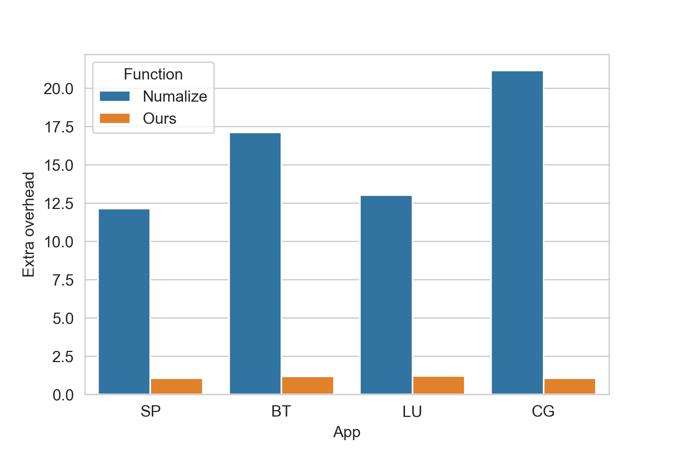 Function
Numalize
Ours
20.0
17.5
15.0
12.5
10.0
7.5
5.0
2.5
0.0
Extra overhead
SP BT LU CG
App